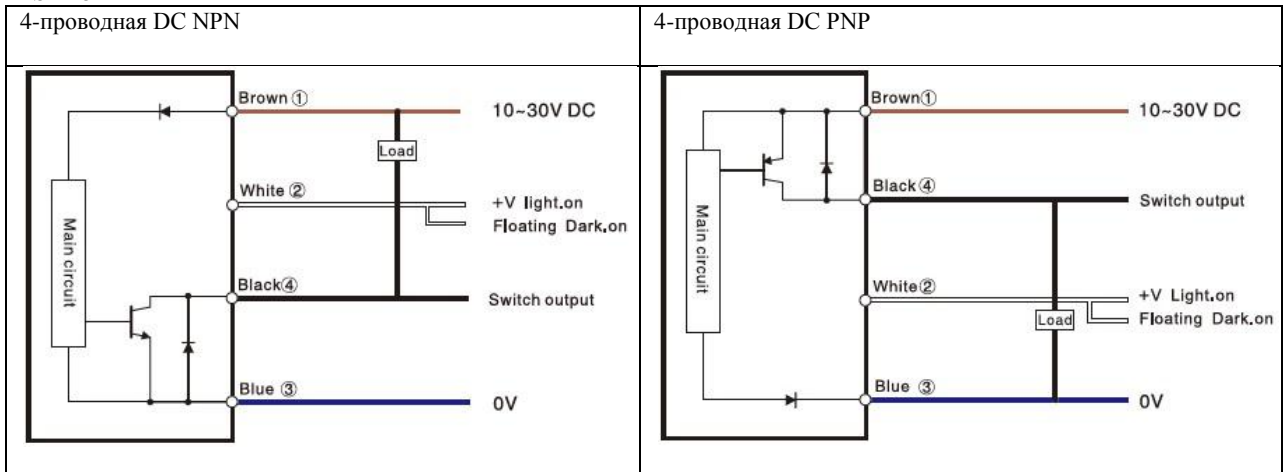 4-проводная DC NPN
4-проводная DC PNP
Brown ①
10~30V DC
Load
White ②
+V light.on
Floating Dark.on
Main circuit
Black④
Switch output
Blue ③
0V
Brown①
10~30V DC
Black④
Switch output
Main circuit
White②
+V Light.on
Load
Floating Dark.on
Blue ③
0V